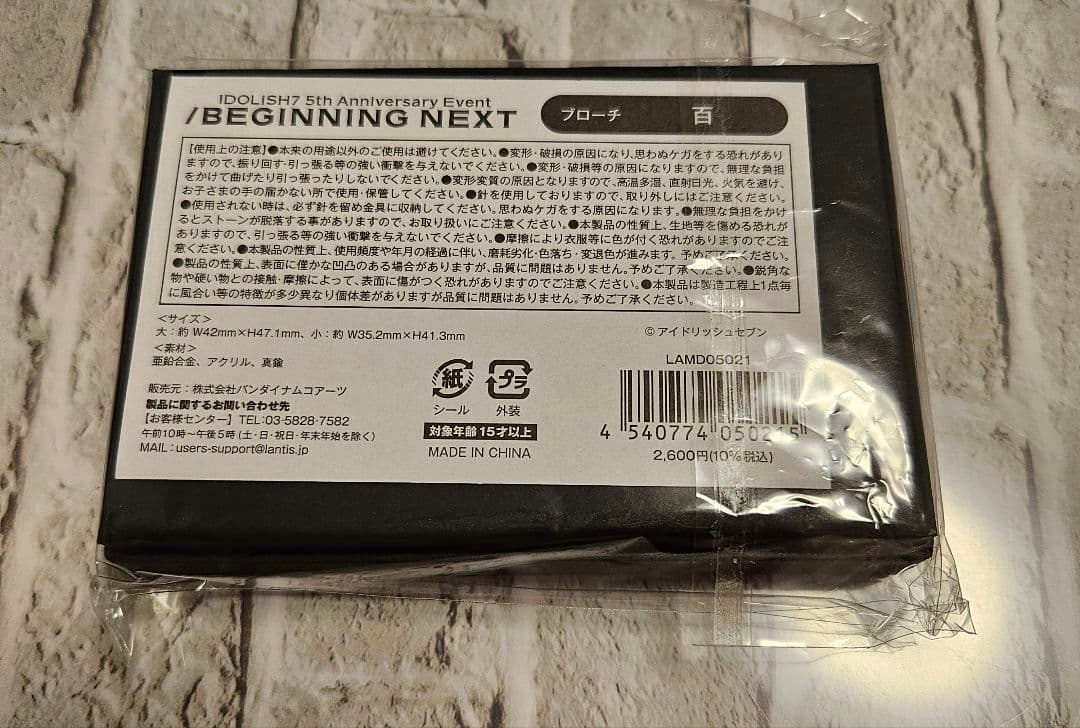 IDOLiSH7 5th Anniversary Event
/BEGINNING NEXT
ブローチ 百
【使用上の注意】●本来の用途以外のご使用は避けてください。●変形・破損の原因になり、思わぬケガをする恐れがあり
ますので、振り回す・引っ張る等の強い衝撃を与えないでください。●変形・破損等の原因になりますので、無理な負担
をかけて曲げたり引っ張ったりしないでください。●変形変質の原因となりますので、高温多湿、直射日光、火気を避け、
お子さまの手の届かない所で使用・保管してください。●針を使用しておりますので、取り外しにはご注意ください。
●使用されない時は、必ず針を留め金具に収納してください。思わぬケガをする原因になります。●無理な負担をかけ
るとストーンが脱落する事がありますので、お取り扱いにご注意ください。●本製品の性質上、生地等を傷める恐れが
ありますので、引っ張る等の強い衝撃を与えないでください。●摩擦により衣服等に色が付く恐れがありますのでご注
意ください。●本製品の性質上、使用頻度や年月の経過に伴い、磨耗劣化・色落ち・変退色が進みます。予めご了承ください。
●製品の性質上、表面に僅かな凹凸のある場合がありますが、品質に問題はありません。予めご了承ください。●鋭角な
物や硬い物との接触・摩擦によって、表面に傷がつく恐れがありますのでご注意ください。●本製品は製造工程上1点毎
に風合い等の特徴が多少異なり個体差がありますが品質に問題はありません。予めご了承ください。
＜サイズ＞
大：約 W42mm×H47.1mm、小：約 W35.2mm×H41.3mm
＜素材＞
亜鉛合金、アクリル、真鍮
販売元：株式会社バンダイナムコアーツ
製品に関するお問い合わせ先
【お客様センター】TEL:03-5828-7582
午前10時～午後5時（土・日・祝日・年末年始を除く）
MAIL：users-support@lantis.jp
紙 プラ
シール 外装
対象年齢15才以上
MADE IN CHINA
©アイドリッシュセブン
LAMD05021
2,600円(10%税込)